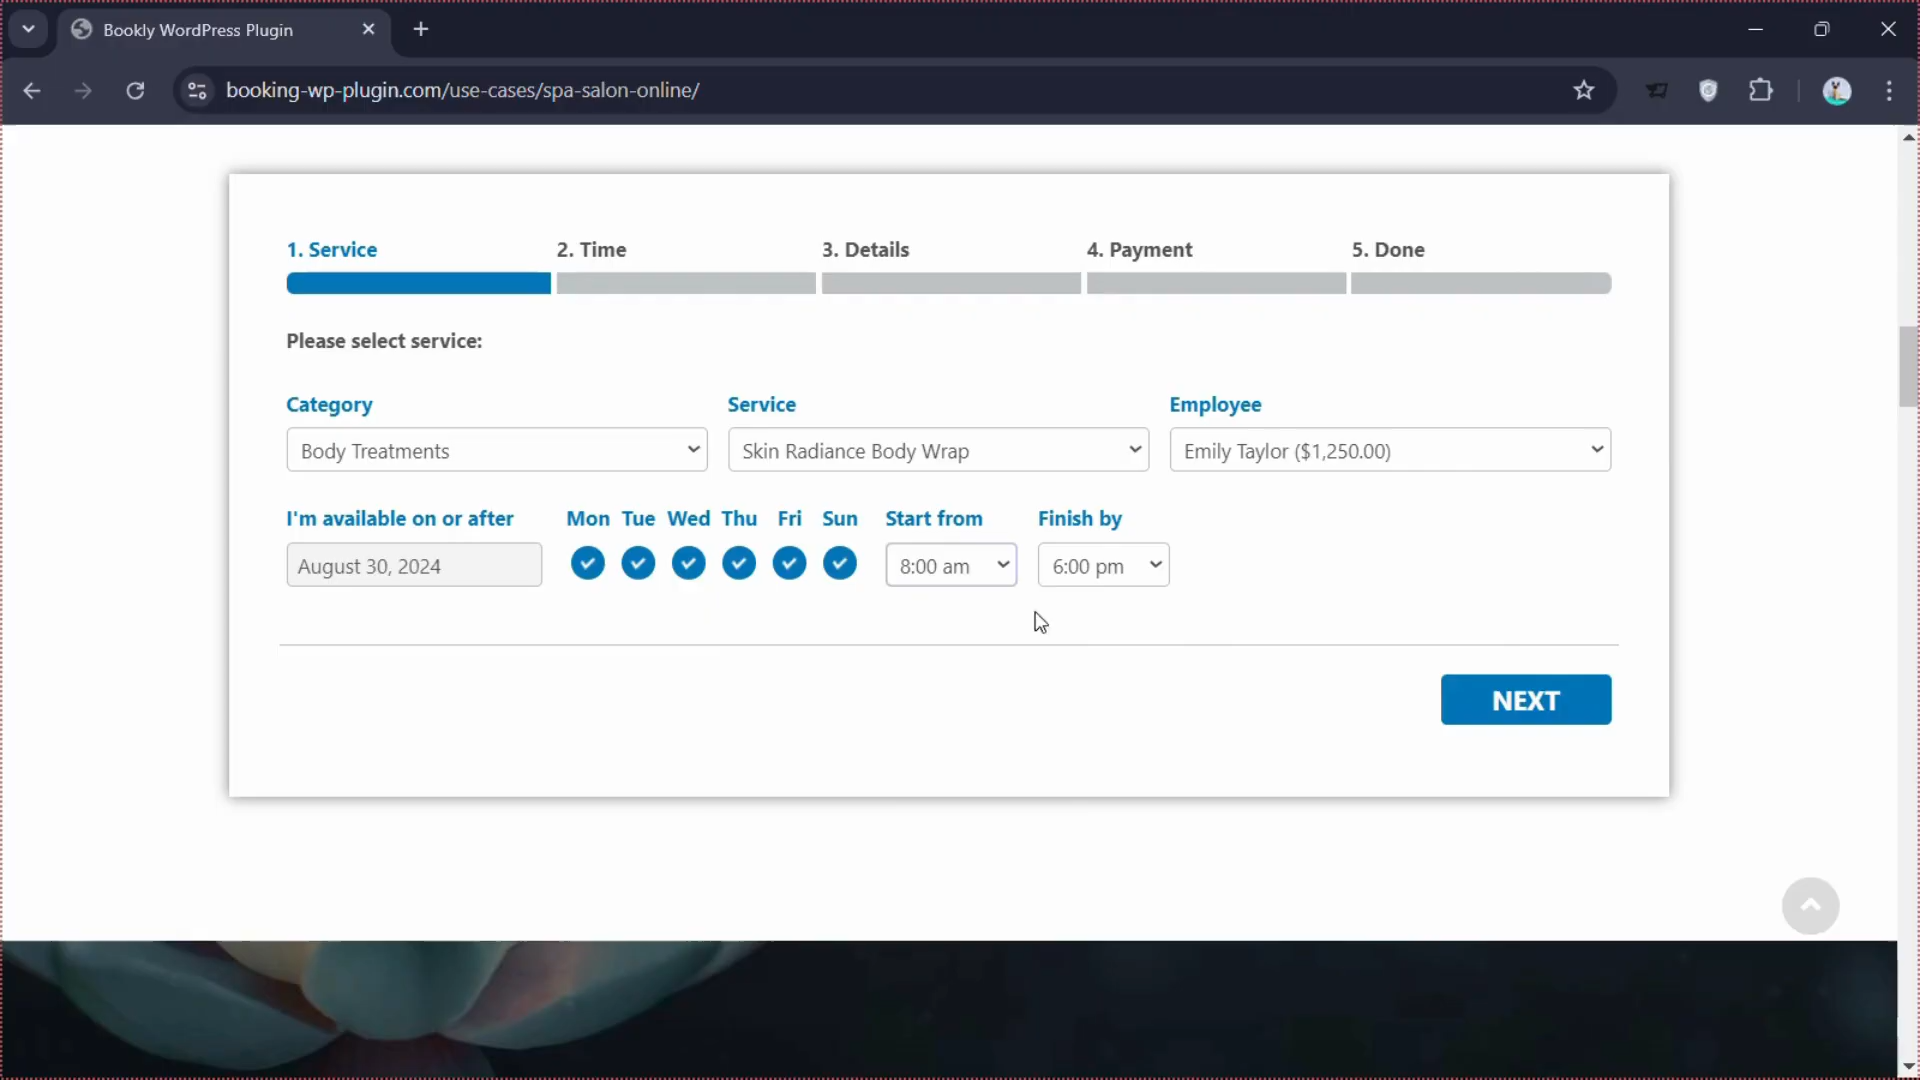 Bookly WordPress Plugin
booking-wp-plugin.com/use-cases/spa-salon-online/
1. Service 2. Time 3. Details 4. Payment 5. Done
Please select service:
Category Service Employee
Body Treatments Skin Radiance Body Wrap Emily Taylor ($1,250.00)
I'm available on or after Mon Tue Wed Thu Fri Sun Start from Finish by
August 30, 2024 8:00 am 6:00 pm
NEXT